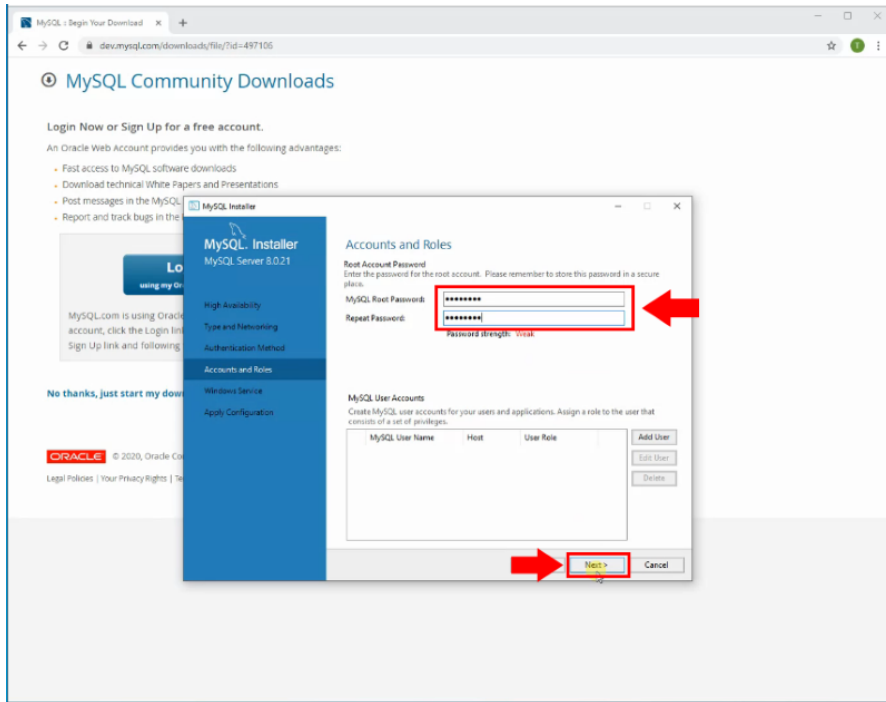 MySQL :: Begin Your Download
dev.mysql.com/downloads/file/?id=497106
MySQL Community Downloads
Login Now or Sign Up for a free account.
An Oracle Web Account provides you with the following advantages:
Fast access to MySQL software downloads
Download technical White Papers and Presentations
Post messages in the MySQL
Report and track bugs in the
Lo
using my Or
MySQL.com is using Oracle
account, click the Login lin
Sign Up link and following
No thanks, just start my dow
ORACLE © 2020, Oracle Co
Legal Policies | Your Privacy Rights | Te
MySQL Installer
MySQL. Installer
MySQL Server 8.0.21
High Availability
Type and Networking
Authentication Method
Accounts and Roles
Windows Service
Apply Configuration
Accounts and Roles
Root Account Password
Enter the password for the root account. Please remember to store this password in a secure
place.
MySQL Root Password: ••••••••
Repeat Password: ••••••••
Password strength: Weak
MySQL User Accounts
Create MySQL user accounts for your users and applications. Assign a role to the user that
consists of a set of privileges.
MySQL User Name Host User Role
Add User
Edit User
Delete
Next > Cancel